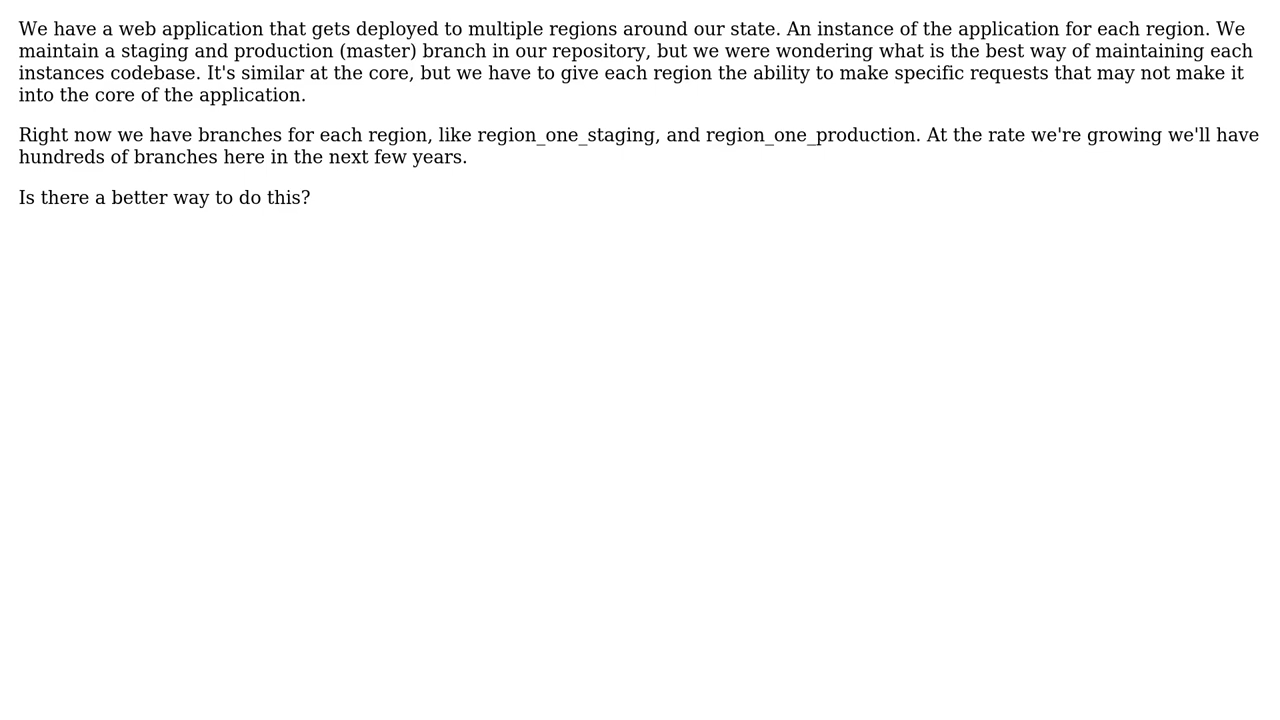 We have a web application that gets deployed to multiple regions around our state. An instance of the application for each region. We
maintain a staging and production (master) branch in our repository, but we were wondering what is the best way of maintaining each
instances codebase. It's similar at the core, but we have to give each region the ability to make specific requests that may not make it
into the core of the application.
Right now we have branches for each region, like region_one_staging, and region_one_production. At the rate we're growing we'll have
hundreds of branches here in the next few years.
Is there a better way to do this?